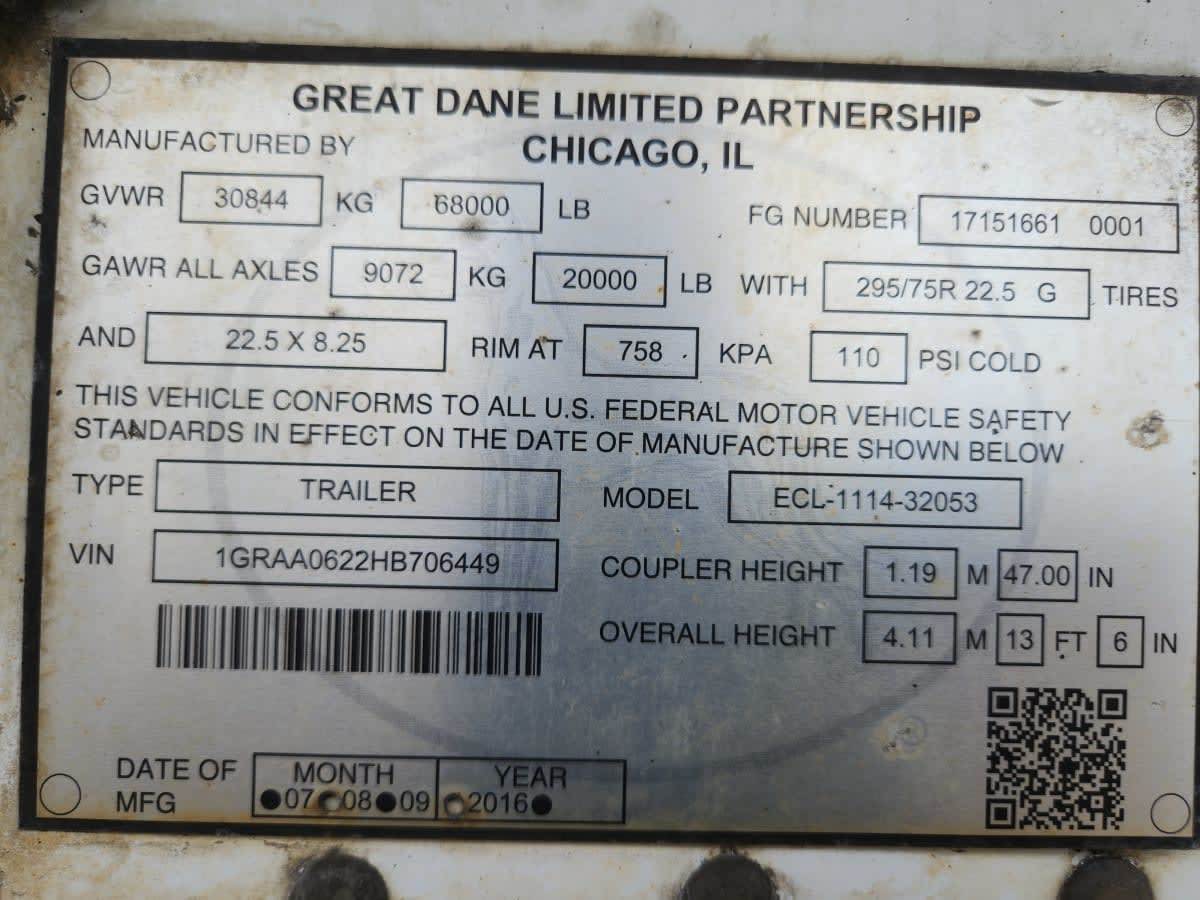 GREAT DANE LIMITED PARTNERSHIP
MANUFACTURED BY CHICAGO, IL
GVWR 30844 KG 68000 LB FG NUMBER 17151661 0001
GAWR ALL AXLES 9072 KG 20000 LB WITH 295/75R 22.5 G TIRES
AND 22.5 X 8.25 RIM AT 758 KPA 110 PSI COLD
THIS VEHICLE CONFORMS TO ALL U.S. FEDERAL MOTOR VEHICLE SAFETY
STANDARDS IN EFFECT ON THE DATE OF MANUFACTURE SHOWN BELOW
TYPE TRAILER MODEL ECL-1114-32053
VIN 1GRAA0622HB706449 COUPLER HEIGHT 1.19 M 47.00 IN
OVERALL HEIGHT 4.11 M 13 FT 6 IN
DATE OF MFG MONTH YEAR
07 08 09 2016